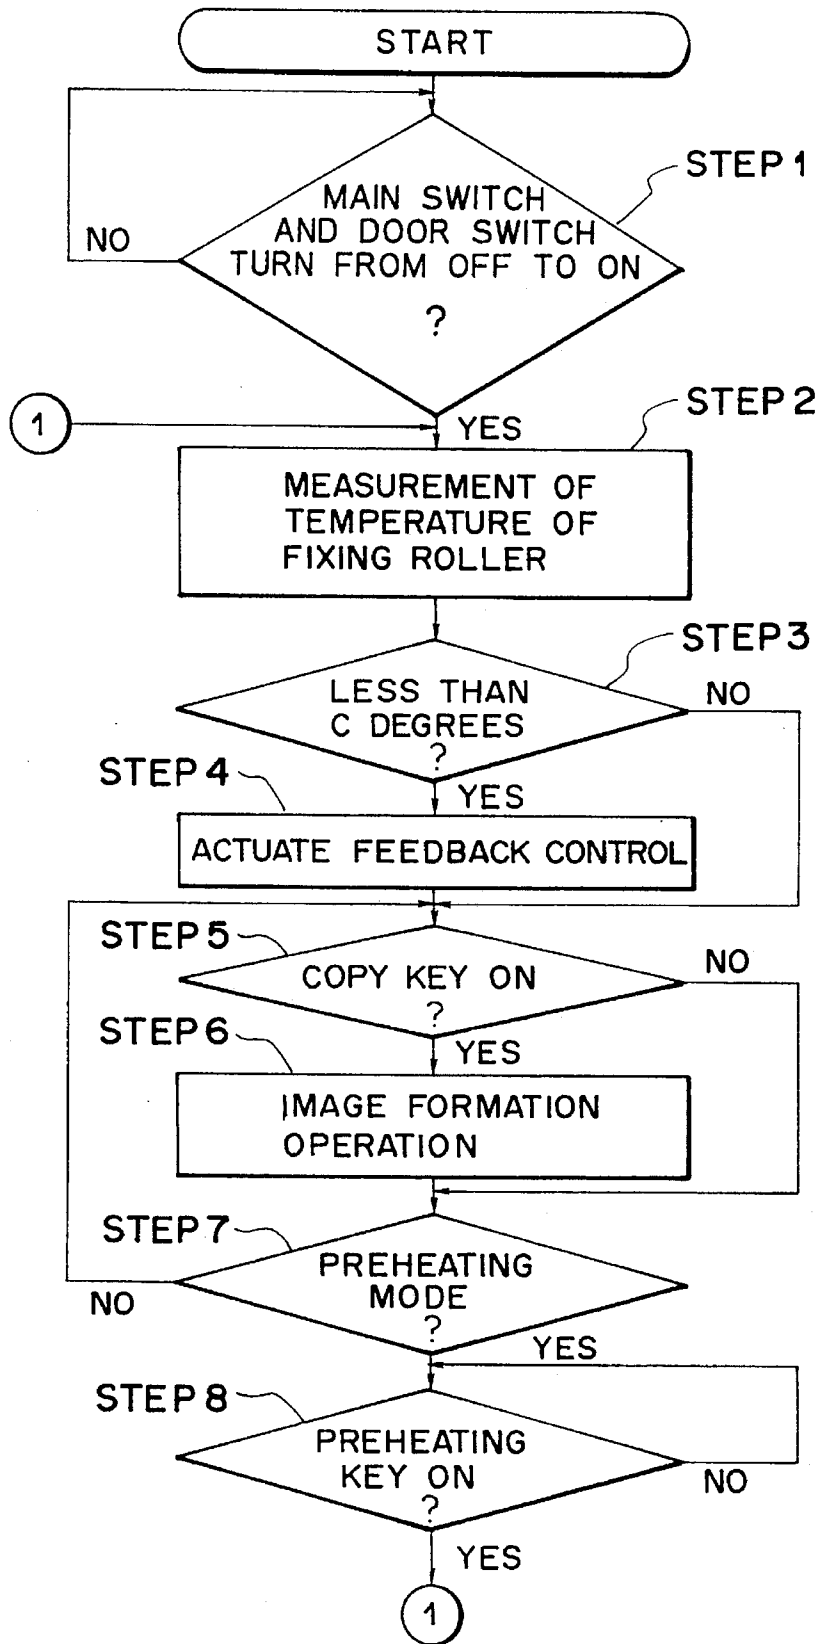 START
STEP 1
MAIN SWITCH
AND DOOR SWITCH
TURN FROM OFF TO ON
?
NO
STEP 2
1
YES
MEASUREMENT OF
TEMPERATURE OF
FIXING ROLLER
STEP 3
LESS THAN
C DEGREES
?
NO
STEP 4
YES
ACTUATE FEEDBACK CONTROL
STEP 5
COPY KEY ON
?
NO
STEP 6
YES
IMAGE FORMATION
OPERATION
STEP 7
PREHEATING
MODE
?
NO
YES
STEP 8
PREHEATING
KEY ON
?
NO
YES
1